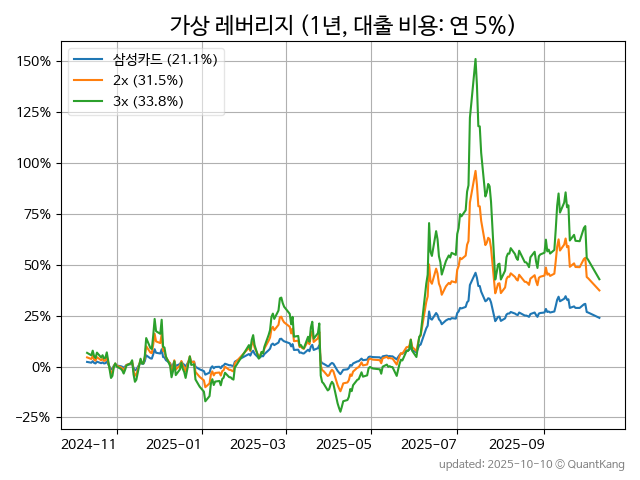 가상 레버리지 (1년, 대출 비용: 연 5%)
삼성카드 (21.1%)
2x (31.5%)
3x (33.8%)
150%
125%
100%
75%
50%
25%
0%
−25%
2024-11 2025-01 2025-03 2025-05 2025-07 2025-09
updated: 2025-10-10 © QuantKang